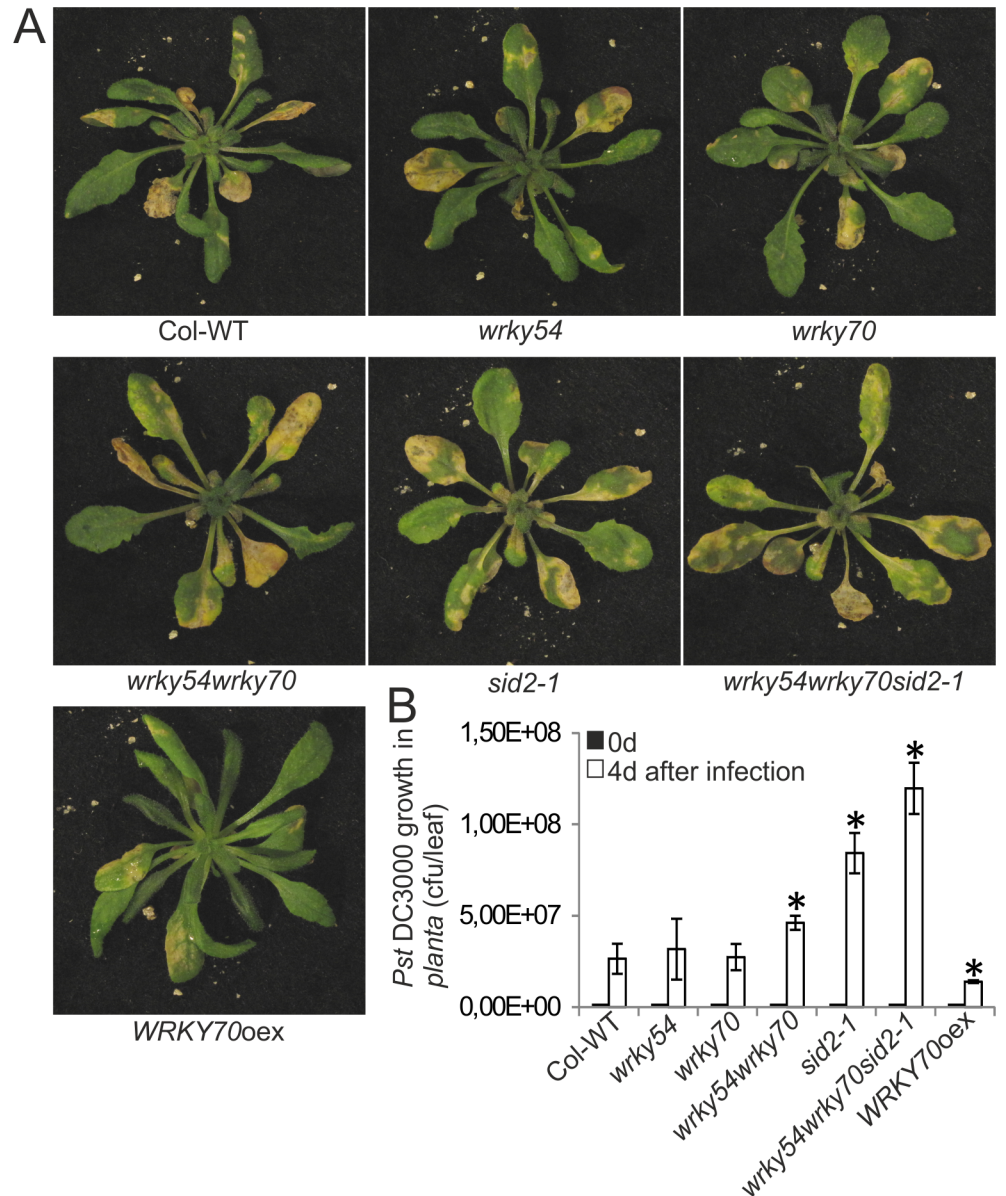 A
Col-WT
wrky54
wrky70
wrky54wrky70
sid2-1
wrky54wrky70sid2-1
WRKY70oex
B
Pst DC3000 growth in
planta (cfu/leaf)
1,50E+08
1,00E+08
5,00E+07
0,00E+00
0d
4d after infection
*
*
*
*
Col-WT
wrky54
wrky70
wrky54wrky70
sid2-1
wrky54wrky70sid2-1
WRKY70oex